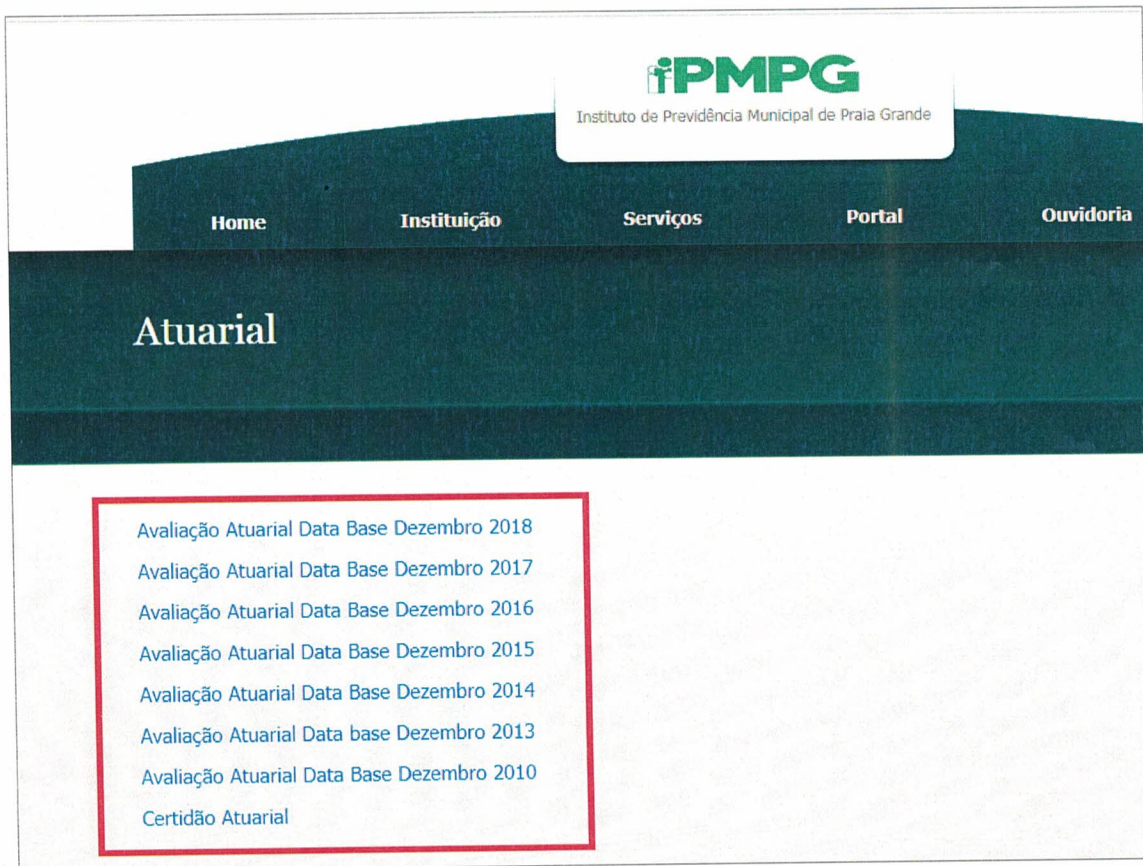 iPMPG
Instituto de Previdência Municipal de Praia Grande
Home Instituição Serviços Portal Ouvidoria
Atuarial
Avaliação Atuarial Data Base Dezembro 2018
Avaliação Atuarial Data Base Dezembro 2017
Avaliação Atuarial Data Base Dezembro 2016
Avaliação Atuarial Data Base Dezembro 2015
Avaliação Atuarial Data Base Dezembro 2014
Avaliação Atuarial Data base Dezembro 2013
Avaliação Atuarial Data Base Dezembro 2010
Certidão Atuarial